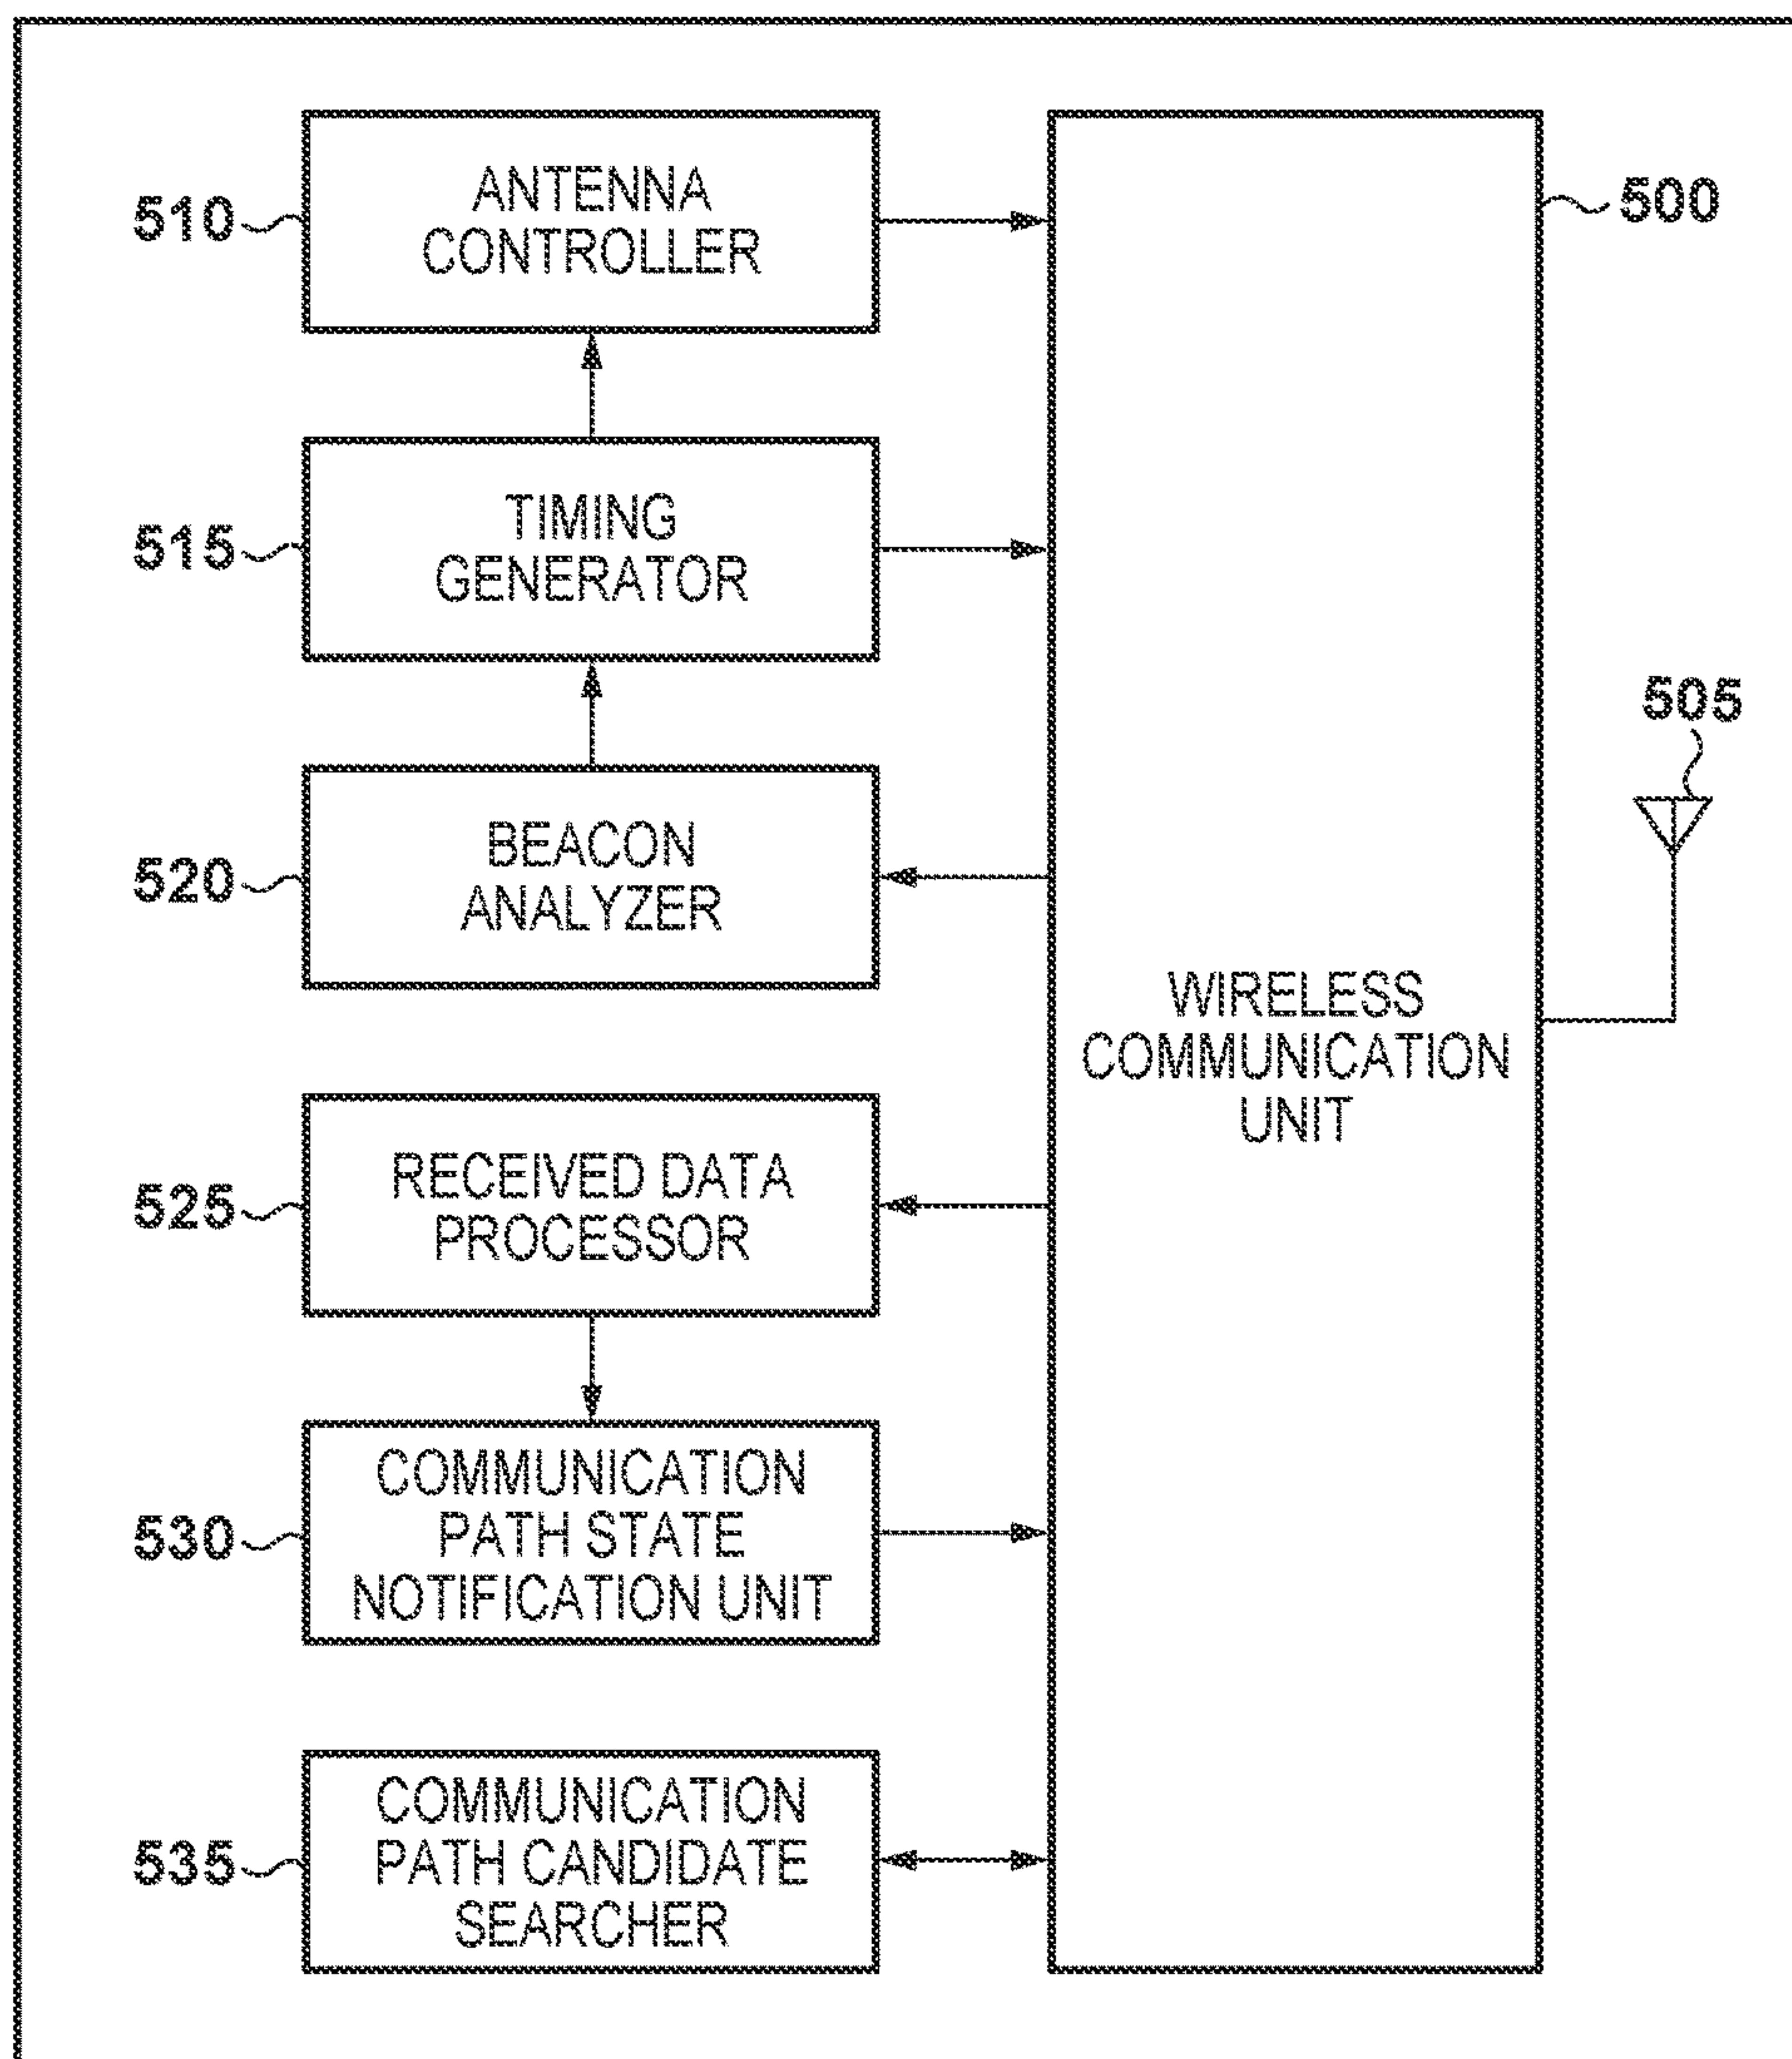 510
ANTENNA
CONTROLLER
500
515
TIMING
GENERATOR
505
520
BEACON
ANALYZER
WIRELESS
COMMUNICATION
UNIT
525
RECEIVED DATA
PROCESSOR
530
COMMUNICATION
PATH STATE
NOTIFICATION UNIT
535
COMMUNICATION
PATH CANDIDATE
SEARCHER